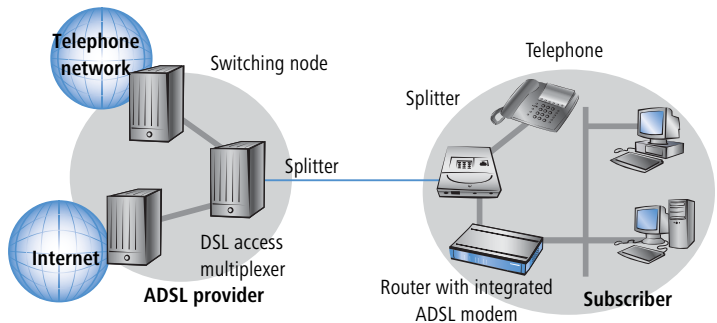 Telephone
network
Switching node
Telephone
Splitter
Splitter
DSL access
multiplexer
Internet
ADSL provider
Router with integrated
ADSL modem
Subscriber